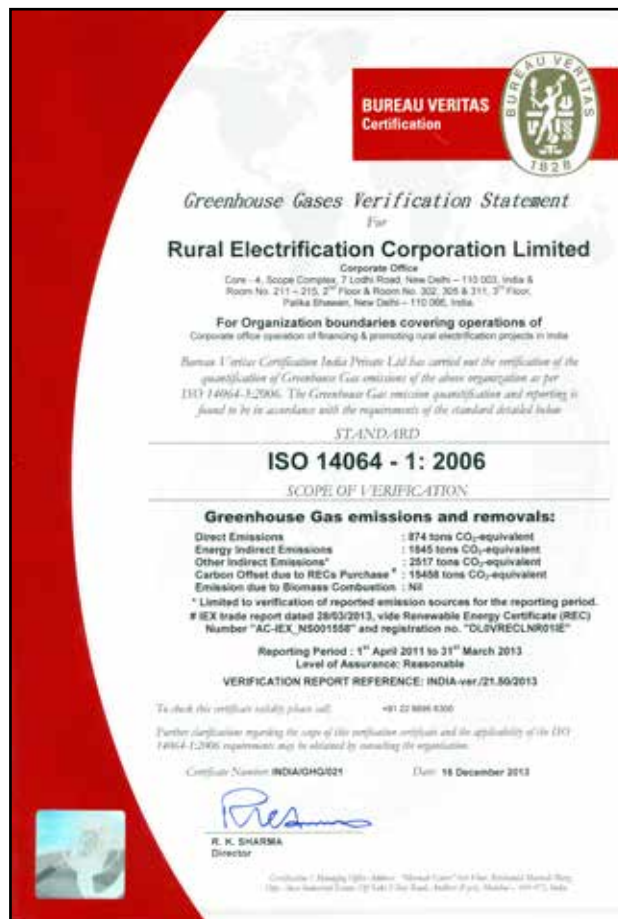 BUREAU VERITAS
Certification
BUREAU VERITAS
1828
Greenhouse Gases Verification Statement
For
Rural Electrification Corporation Limited
Corporate Office
Core - 4, Scope Complex, 7 Lodhi Road, New Delhi – 110 003, India &
Room No. 211 – 215, 2nd Floor & Room No. 302, 305 & 311, 3rd Floor,
Palika Bhawan, New Delhi – 110 066, India.
For Organization boundaries covering operations of
Corporate office operation of financing & promoting rural electrification projects in India
Bureau Veritas Certification India Private Ltd has carried out the verification of the
quantification of Greenhouse Gas emissions of the above organization as per
ISO 14064-3:2006. The Greenhouse Gas emission quantification and reporting is
found to be in accordance with the requirements of the standard detailed below
STANDARD
ISO 14064 - 1: 2006
SCOPE OF VERIFICATION
Greenhouse Gas emissions and removals:
Direct Emissions : 874 tons CO2-equivalent
Energy Indirect Emissions : 1845 tons CO2-equivalent
Other Indirect Emissions* : 2517 tons CO2-equivalent
Carbon Offset due to RECs Purchase# : 15458 tons CO2-equivalent
Emission due to Biomass Combustion : Nil
* Limited to verification of reported emission sources for the reporting period.
# IEX trade report dated 28/03/2013, vide Renewable Energy Certificate (REC)
Number "AC-IEX_NS001558" and registration no. "DL0VRECLNR01IE"
Reporting Period : 1st April 2011 to 31st March 2013
Level of Assurance: Reasonable
VERIFICATION REPORT REFERENCE: INDIA-ver./21.50/2013
To check this certificate validity please call: +91 22 6695 6300
Further clarifications regarding the scope of this verification certificate and the applicability of the ISO
14064-1:2006 requirements may be obtained by consulting the organization.
Certificate Number: INDIA/GHG/021 Date: 16 December 2013
R. K. SHARMA
Director